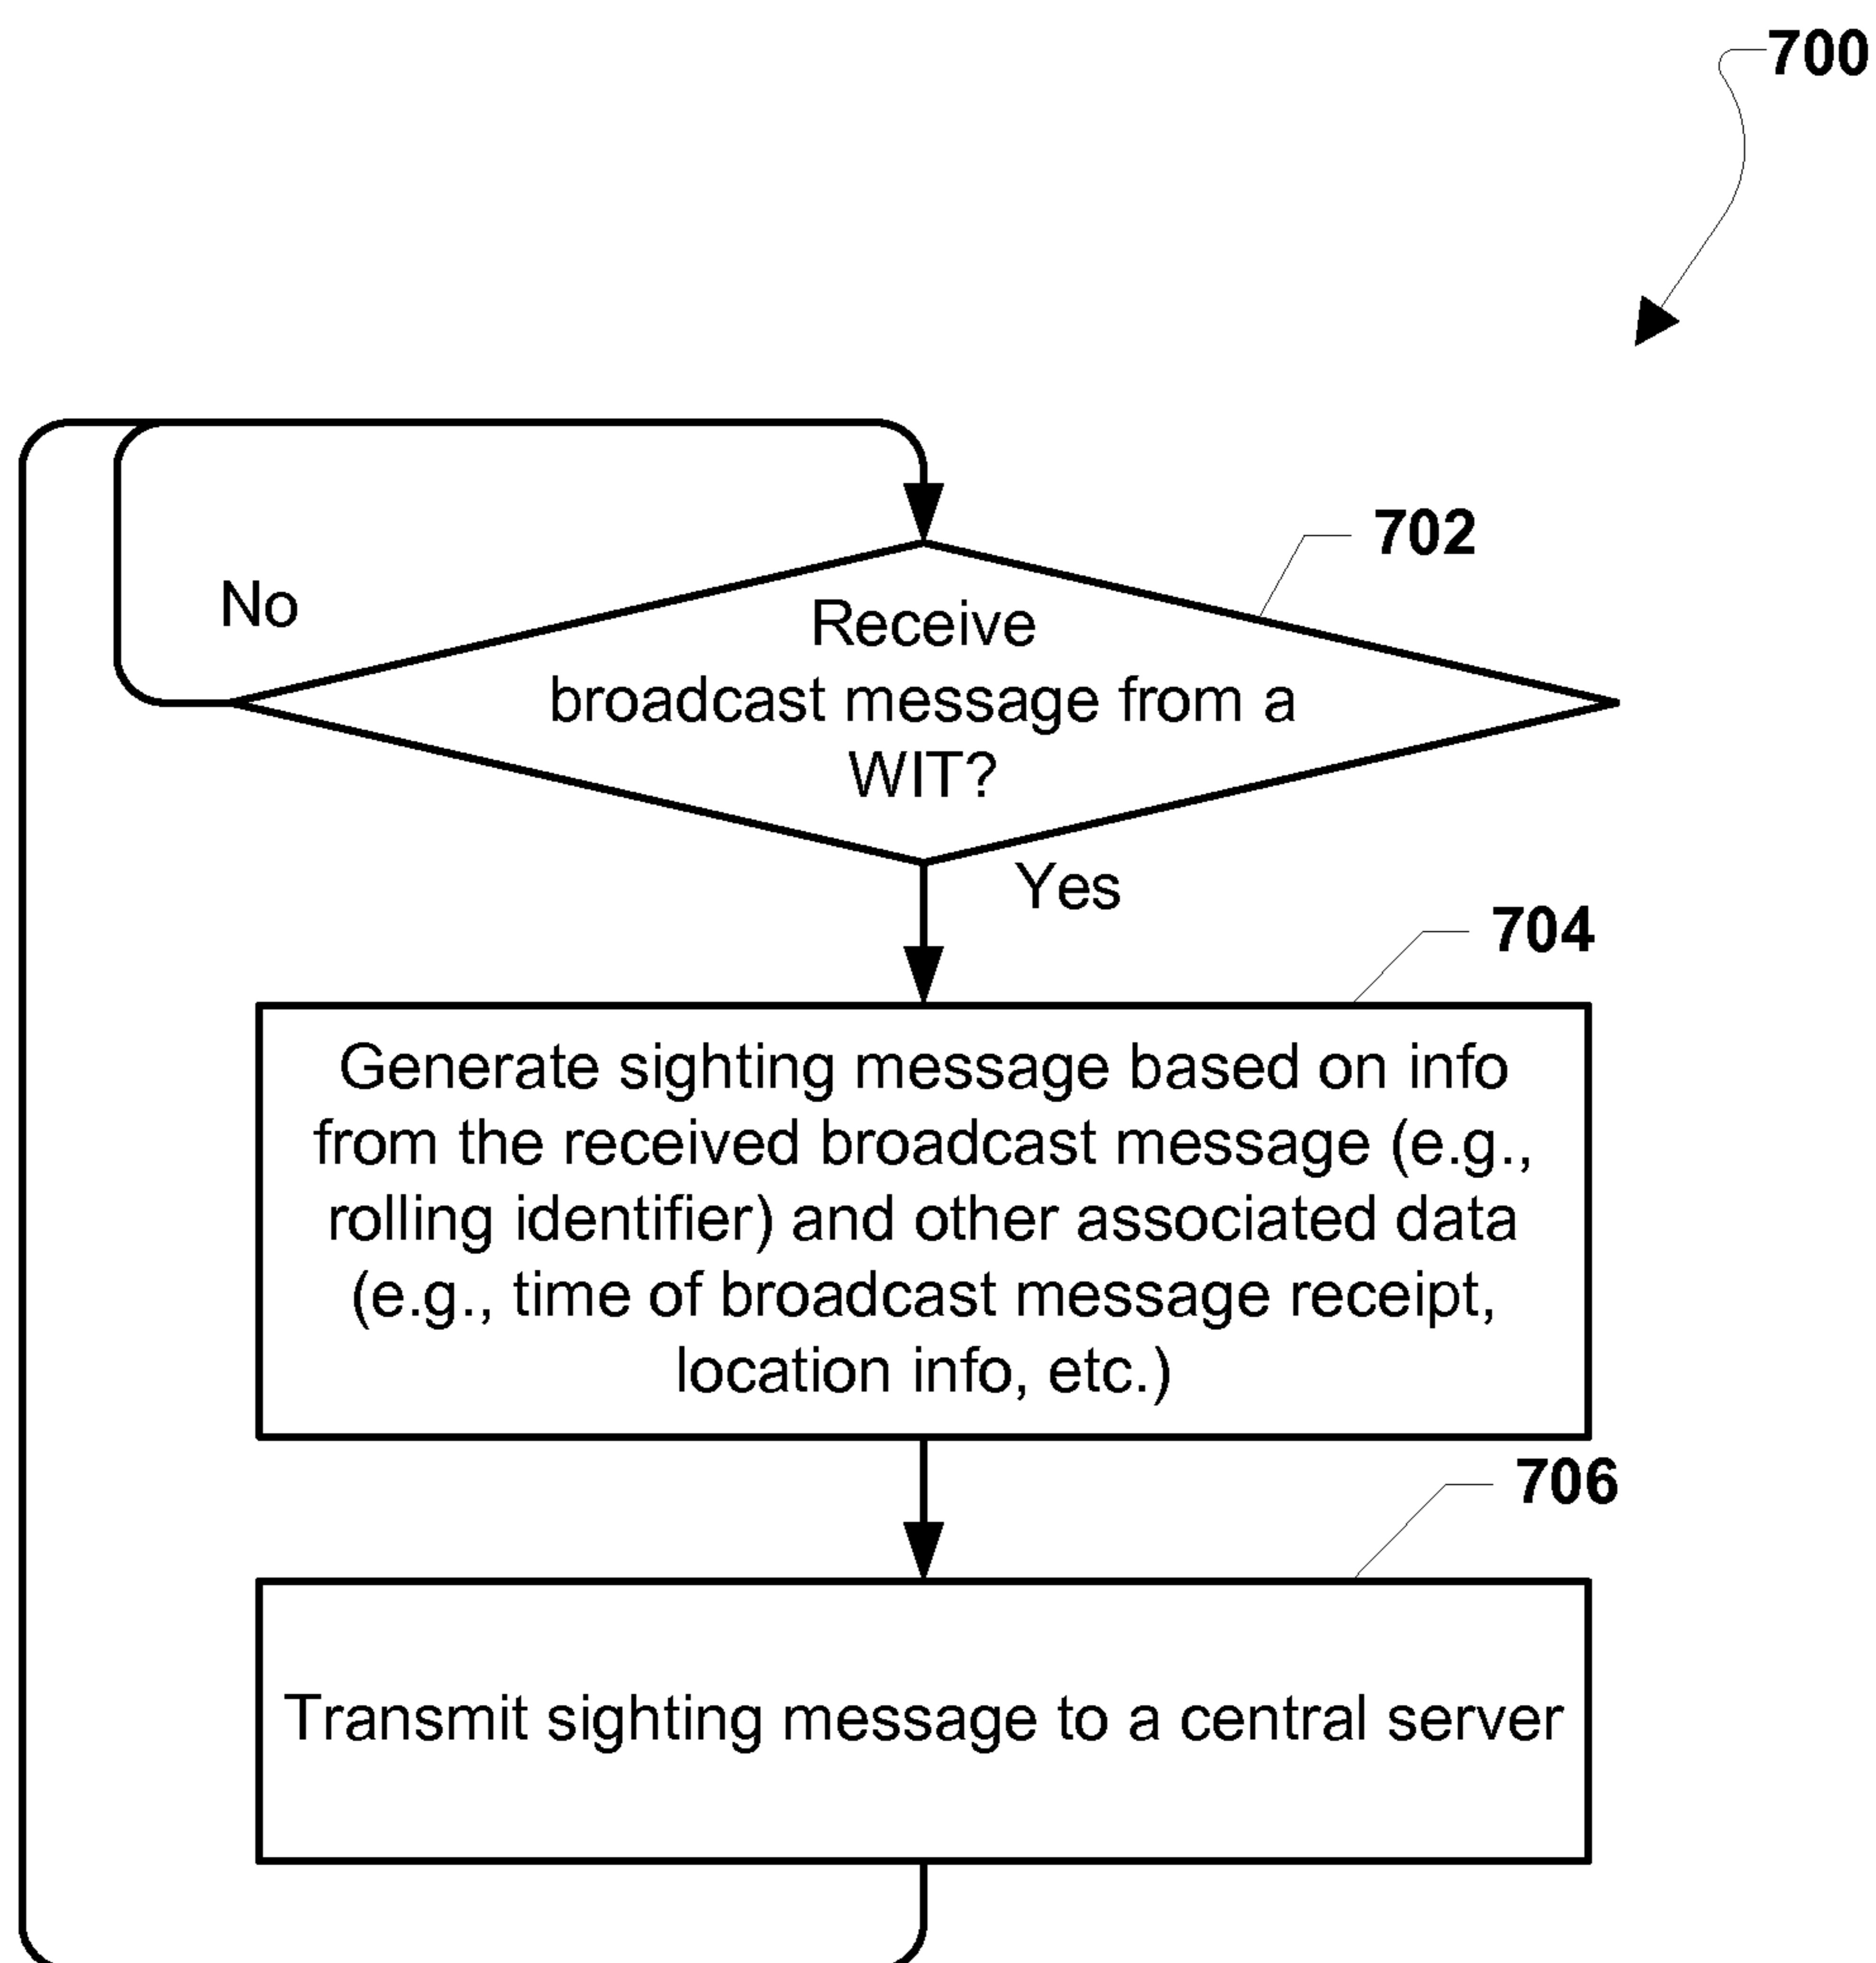 700
702
No
Receive
broadcast message from a
WIT?
Yes
704
Generate sighting message based on info
from the received broadcast message (e.g.,
rolling identifier) and other associated data
(e.g., time of broadcast message receipt,
location info, etc.)
706
Transmit sighting message to a central server